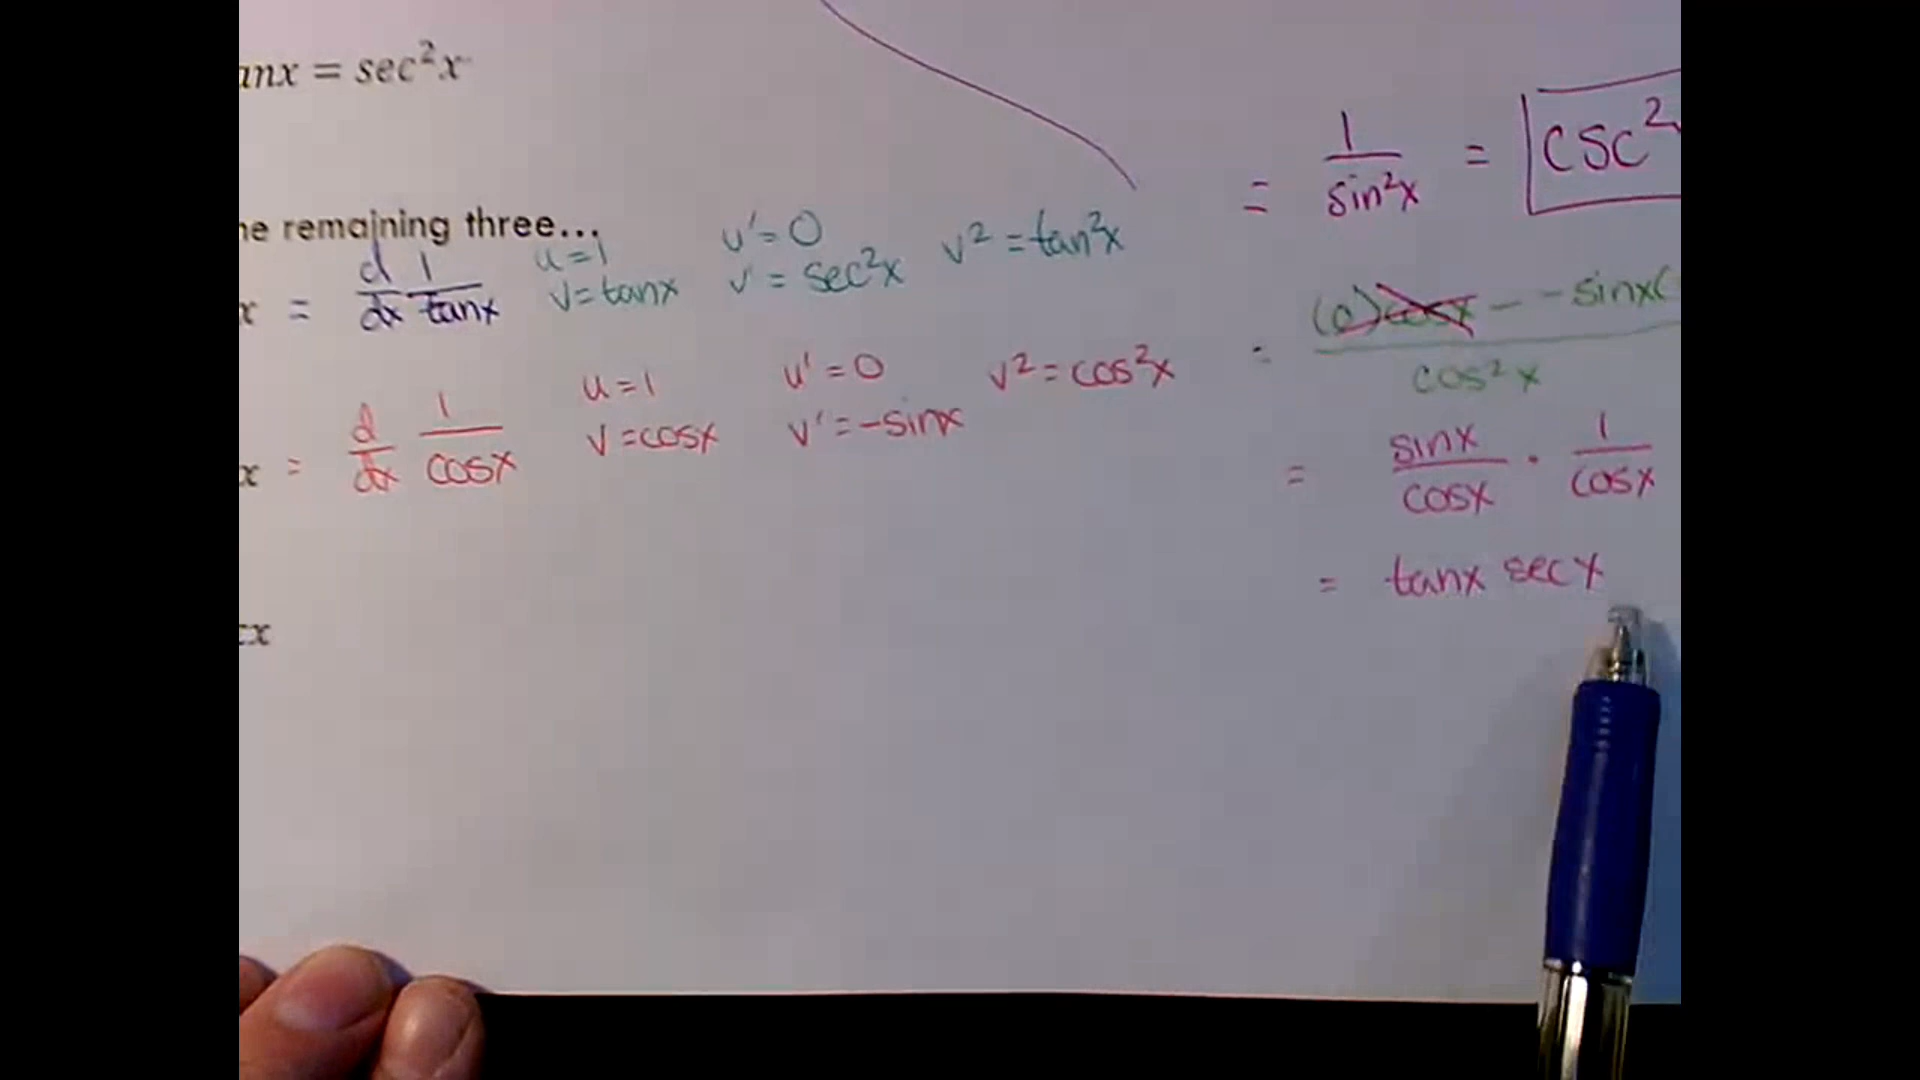 anx = sec²x
= 1/sin²x = csc²
he remaining three...
u=1 u'=0 v²=tan²x
x = d/dx 1/tanx v=tanx v' = sec²x
(0)cosx - -sinx(
= cos²x
u=1 u'=0 v²=cos²x
x = d/dx 1/cosx v=cosx v'=-sinx
= sinx/cosx · 1/cosx
= tanx secx
cx